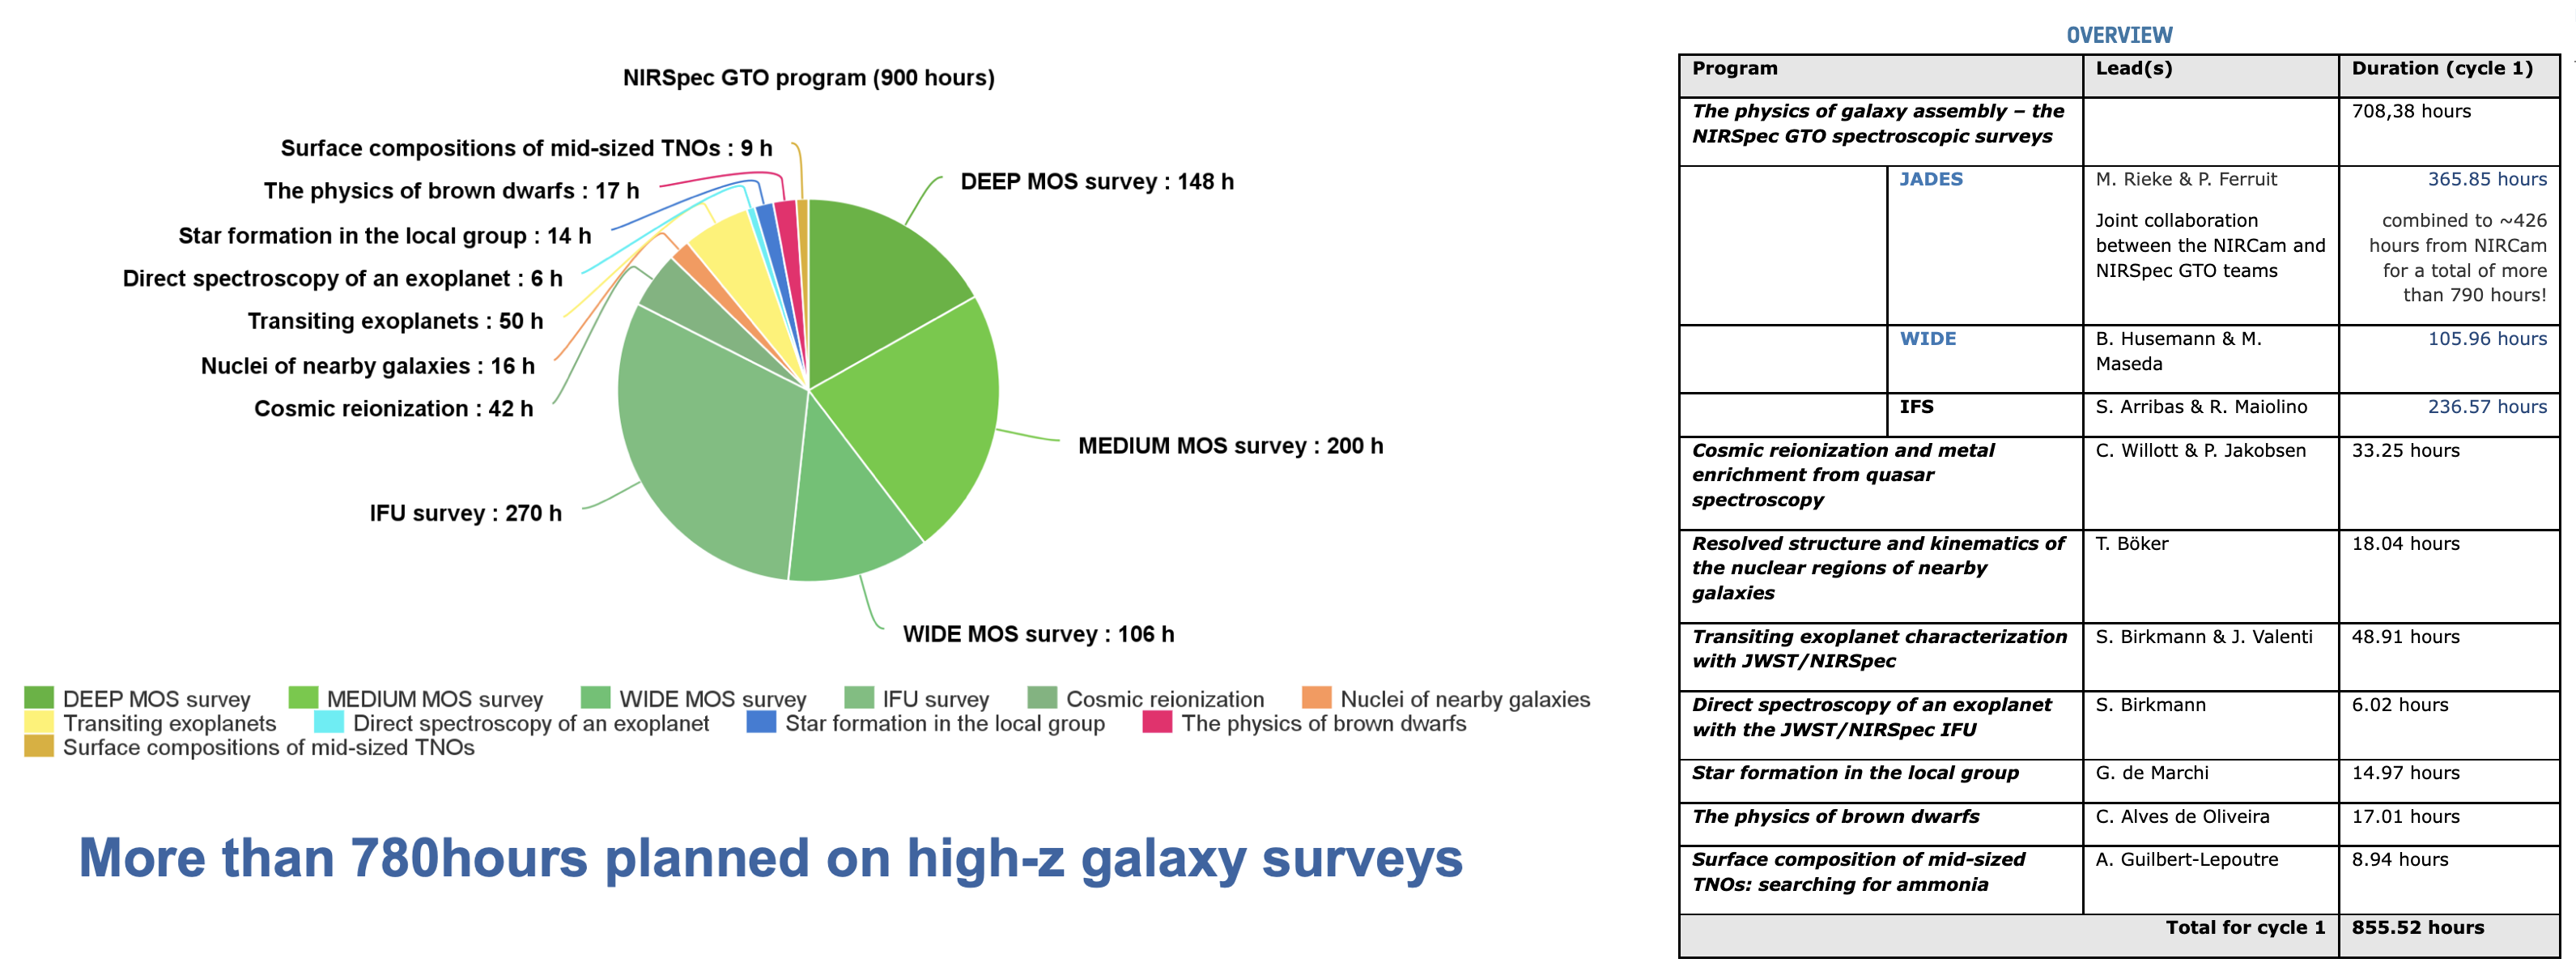 NIRSpec GTO program (900 hours)
Surface compositions of mid-sized TNOs : 9 h
The physics of brown dwarfs : 17 h
Star formation in the local group : 14 h
Direct spectroscopy of an exoplanet : 6 h
Transiting exoplanets : 50 h
Nuclei of nearby galaxies : 16 h
Cosmic reionization : 42 h
IFU survey : 270 h
DEEP MOS survey : 148 h
MEDIUM MOS survey : 200 h
WIDE MOS survey : 106 h
DEEP MOS survey MEDIUM MOS survey WIDE MOS survey IFU survey Cosmic reionization Nuclei of nearby galaxies
Transiting exoplanets Direct spectroscopy of an exoplanet Star formation in the local group The physics of brown dwarfs
Surface compositions of mid-sized TNOs
More than 780hours planned on high-z galaxy surveys
OVERVIEW
Program Lead(s) Duration (cycle 1)
The physics of galaxy assembly – the
NIRSpec GTO spectroscopic surveys
708,38 hours
JADES
M. Rieke & P. Ferruit
Joint collaboration
between the NIRCam and
NIRSpec GTO teams
365.85 hours
combined to ~426
hours from NIRCam
for a total of more
than 790 hours!
WIDE
B. Husemann & M.
Maseda
105.96 hours
IFS
S. Arribas & R. Maiolino
236.57 hours
Cosmic reionization and metal
enrichment from quasar
spectroscopy
C. Willott & P. Jakobsen
33.25 hours
Resolved structure and kinematics of
the nuclear regions of nearby
galaxies
T. Böker
18.04 hours
Transiting exoplanet characterization
with JWST/NIRSpec
S. Birkmann & J. Valenti
48.91 hours
Direct spectroscopy of an exoplanet
with the JWST/NIRSpec IFU
S. Birkmann
6.02 hours
Star formation in the local group
G. de Marchi
14.97 hours
The physics of brown dwarfs
C. Alves de Oliveira
17.01 hours
Surface composition of mid-sized
TNOs: searching for ammonia
A. Guilbert-Lepoutre
8.94 hours
Total for cycle 1 855.52 hours